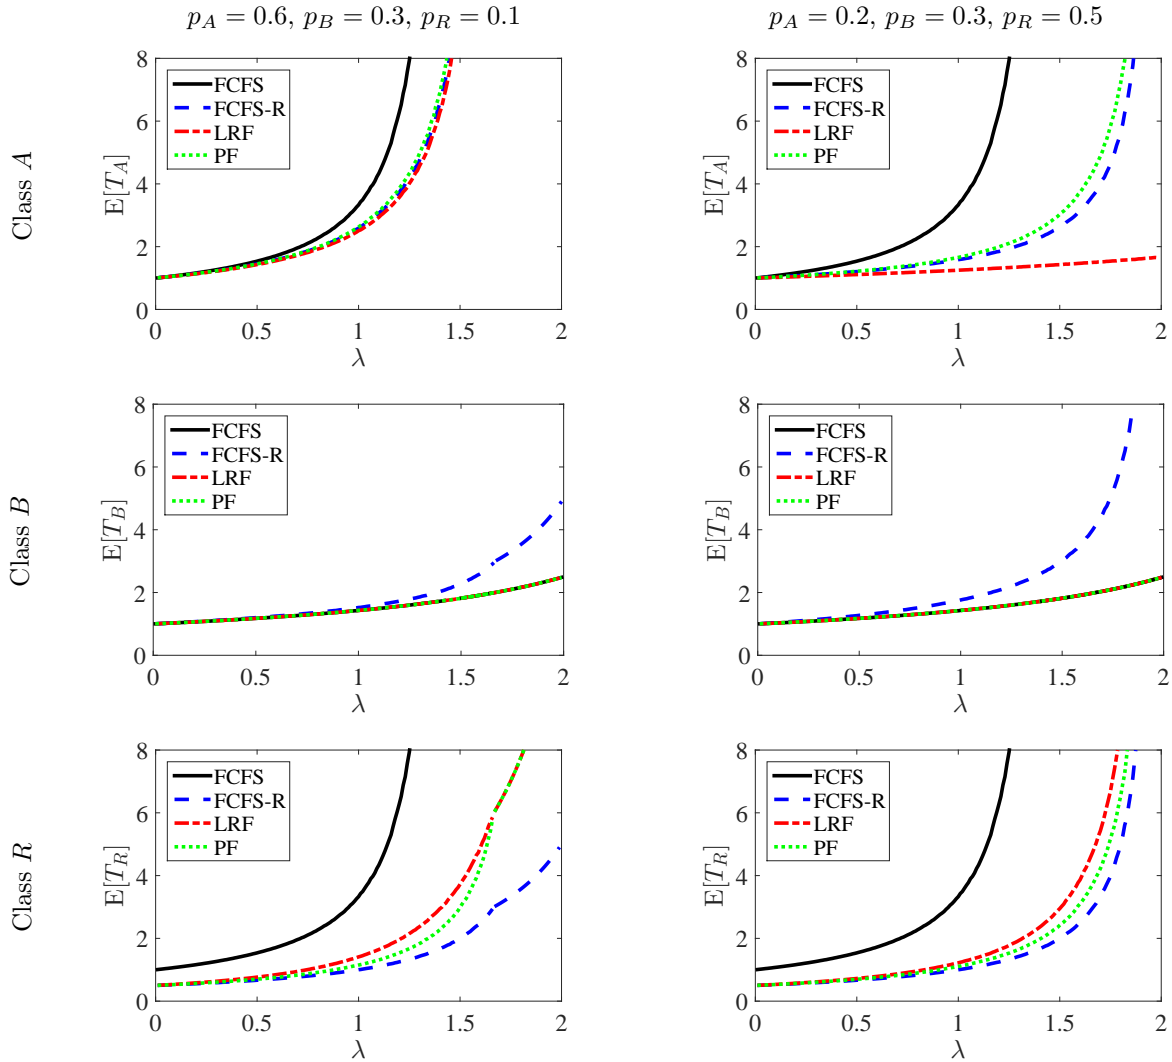 p_A = 0.6, p_B = 0.3, p_R = 0.1
p_A = 0.2, p_B = 0.3, p_R = 0.5
Class A
E[T_A]
8
6
4
2
0
FCFS
FCFS-R
LRF
PF
0 0.5 1 1.5 2
λ
E[T_A]
8
6
4
2
0
FCFS
FCFS-R
LRF
PF
0 0.5 1 1.5 2
λ
Class B
E[T_B]
8
6
4
2
0
FCFS
FCFS-R
LRF
PF
0 0.5 1 1.5 2
λ
E[T_B]
8
6
4
2
0
FCFS
FCFS-R
LRF
PF
0 0.5 1 1.5 2
λ
Class R
E[T_R]
8
6
4
2
0
FCFS
FCFS-R
LRF
PF
0 0.5 1 1.5 2
λ
E[T_R]
8
6
4
2
0
FCFS
FCFS-R
LRF
PF
0 0.5 1 1.5 2
λ